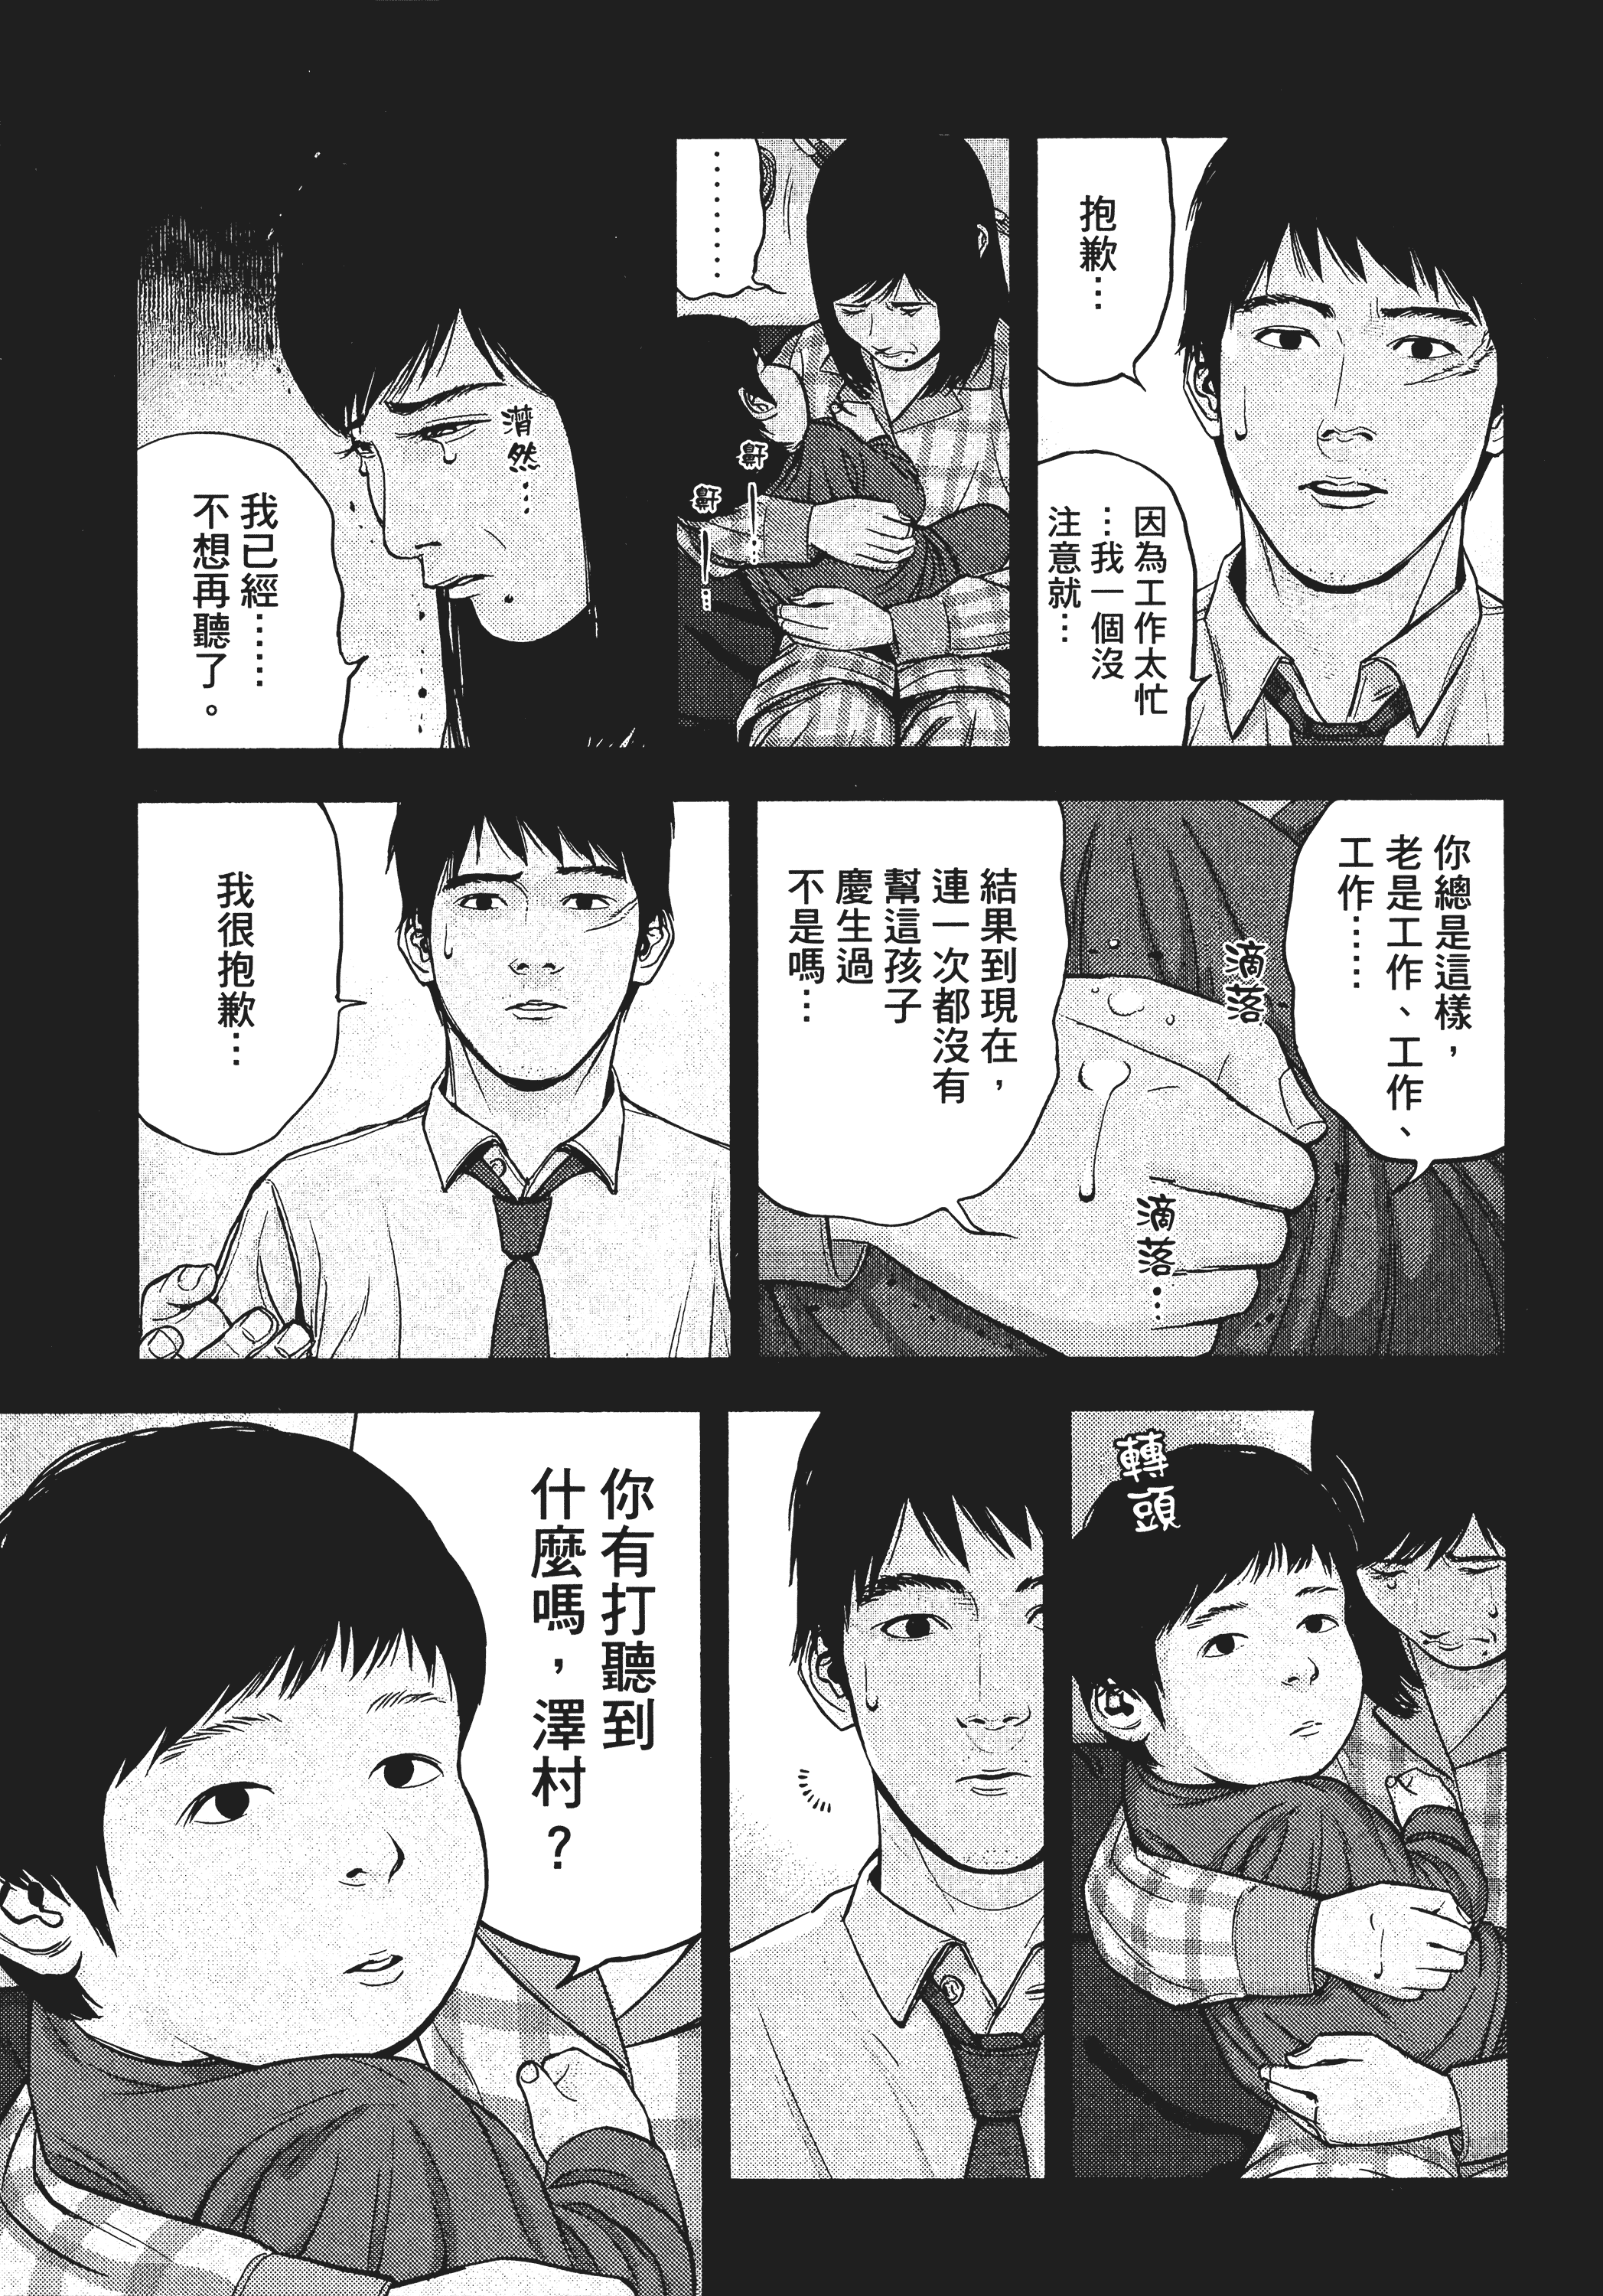 抱歉…
因為工作太忙
…我一個沒
注意就…
………
鼾…
鼾…
潸然…
我已經……
不想再聽了。
你總是這樣，
老是工作、工作、
工作……
滴落
結果到現在，
連一次都沒有
幫這孩子
慶生過
不是嗎…
滴落…
我很抱歉…
轉頭
你有打聽到
什麼嗎，澤村？